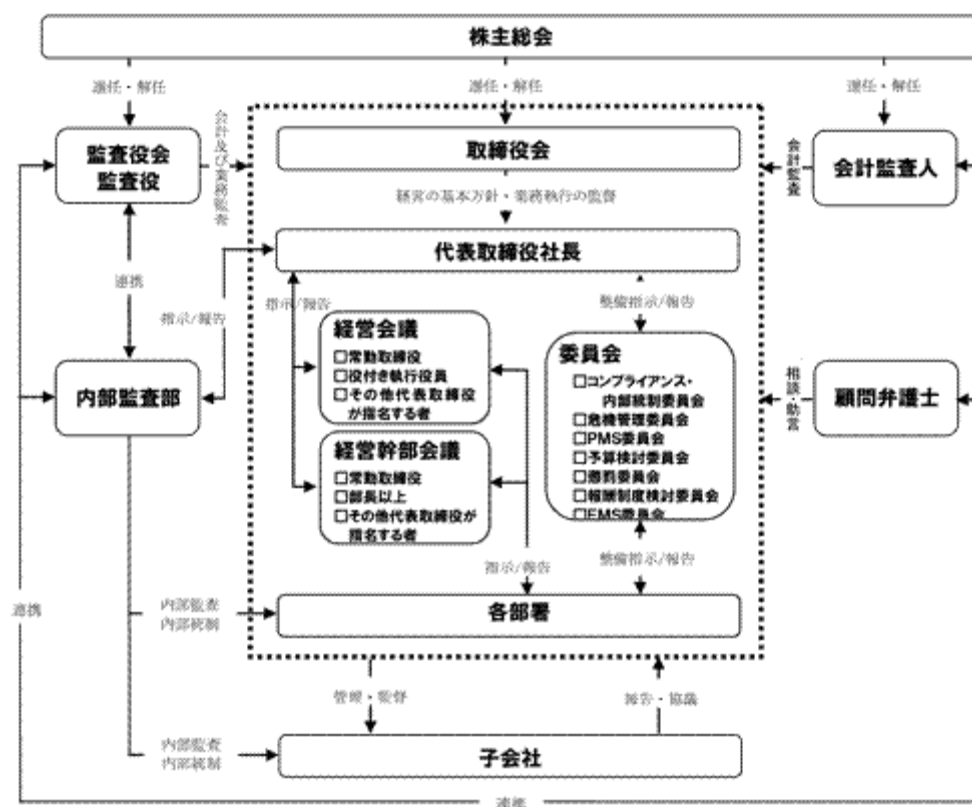 株主総会
選任・解任
選任・解任
選任・解任
監査役会
監査役
会計及び業務監査
取締役会
会計監査
会計監査人
経営の基本方針・業務執行の監督
代表取締役社長
連携
指示/報告
指示/報告
整備指示/報告
経営会議
□常勤取締役
□役付き執行役員
□その他代表取締役
が指名する者
委員会
□コンプライアンス・
内部統制委員会
□危機管理委員会
□PMS委員会
□予算検討委員会
□懲罰委員会
□報酬制度検討委員会
□EMS委員会
内部監査部
相談・助言
顧問弁護士
経営幹部会議
□常勤取締役
□部長以上
□その他代表取締役が
指名する者
指示/報告
整備指示/報告
連携
内部監査
内部統制
各部署
管理・監督
報告・協議
内部監査
内部統制
子会社
連携